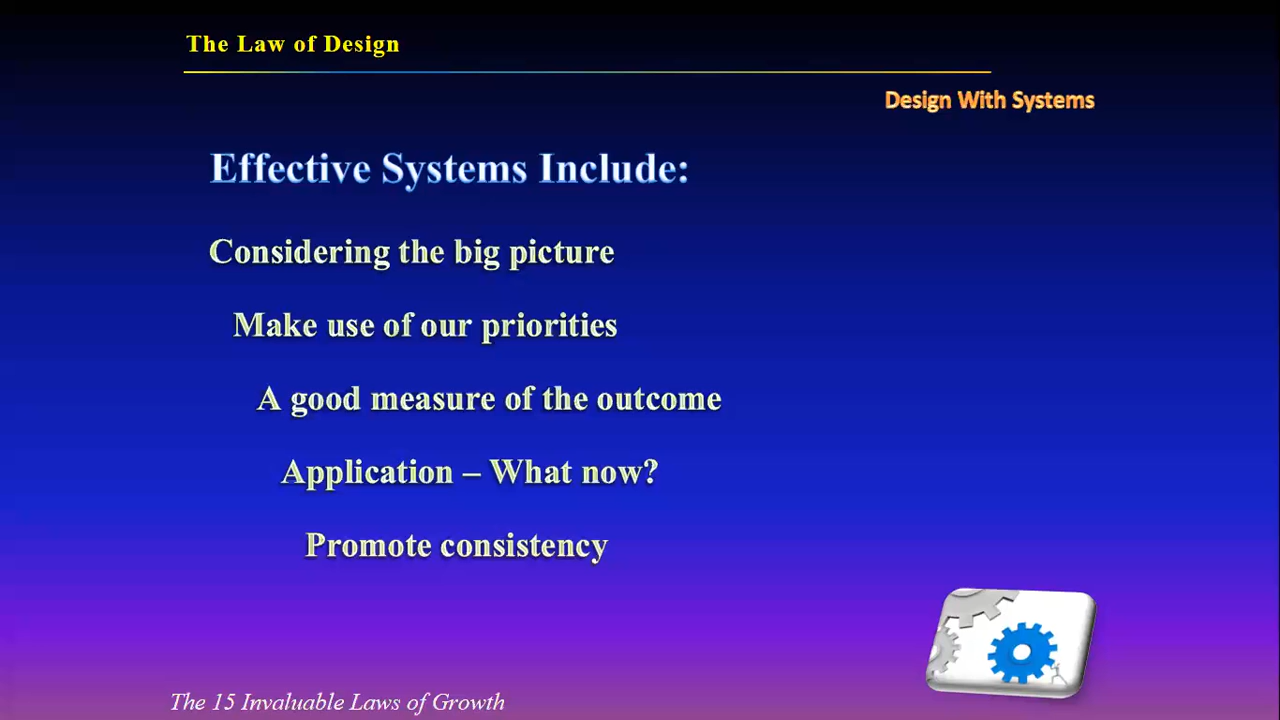 The Law of Design
Design With Systems
Effective Systems Include:
Considering the big picture
Make use of our priorities
A good measure of the outcome
Application – What now?
Promote consistency
The 15 Invaluable Laws of Growth